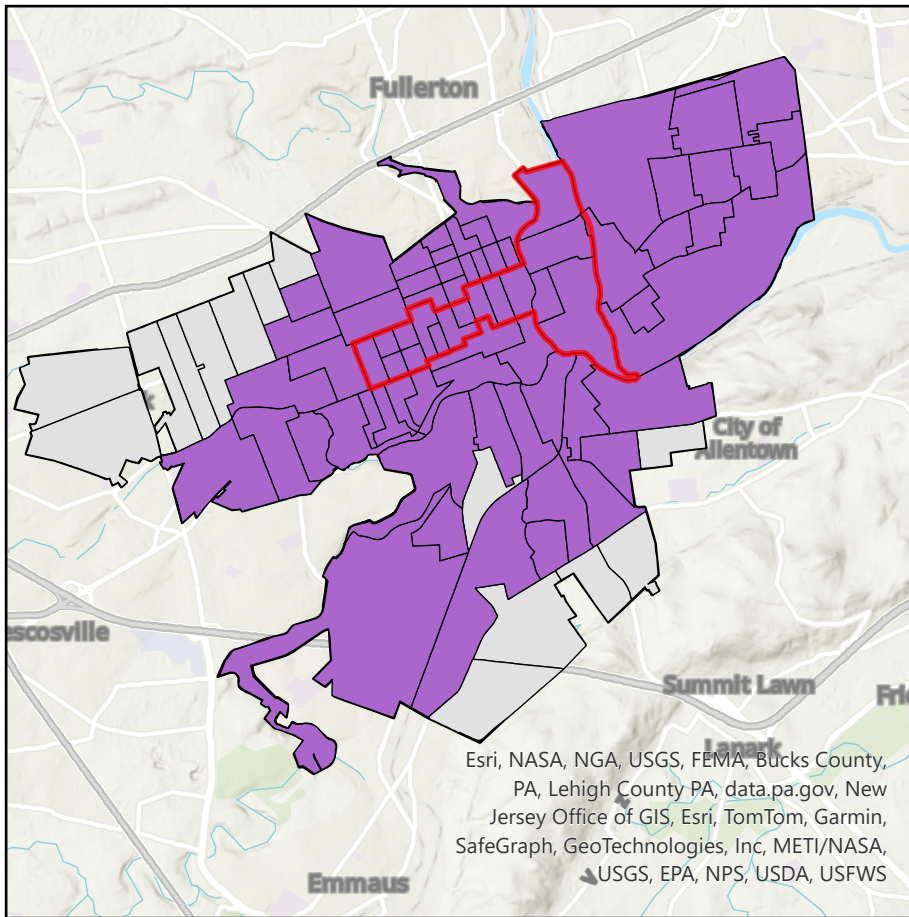 Fullerton
City of
Allentown
escosville
Summit Lawn
Frie
Lanark
Esri, NASA, NGA, USGS, FEMA, Bucks County,
PA, Lehigh County PA, data.pa.gov, New
Jersey Office of GIS, Esri, TomTom, Garmin,
SafeGraph, GeoTechnologies, Inc, METI/NASA,
USGS, EPA, NPS, USDA, USFWS
Emmaus